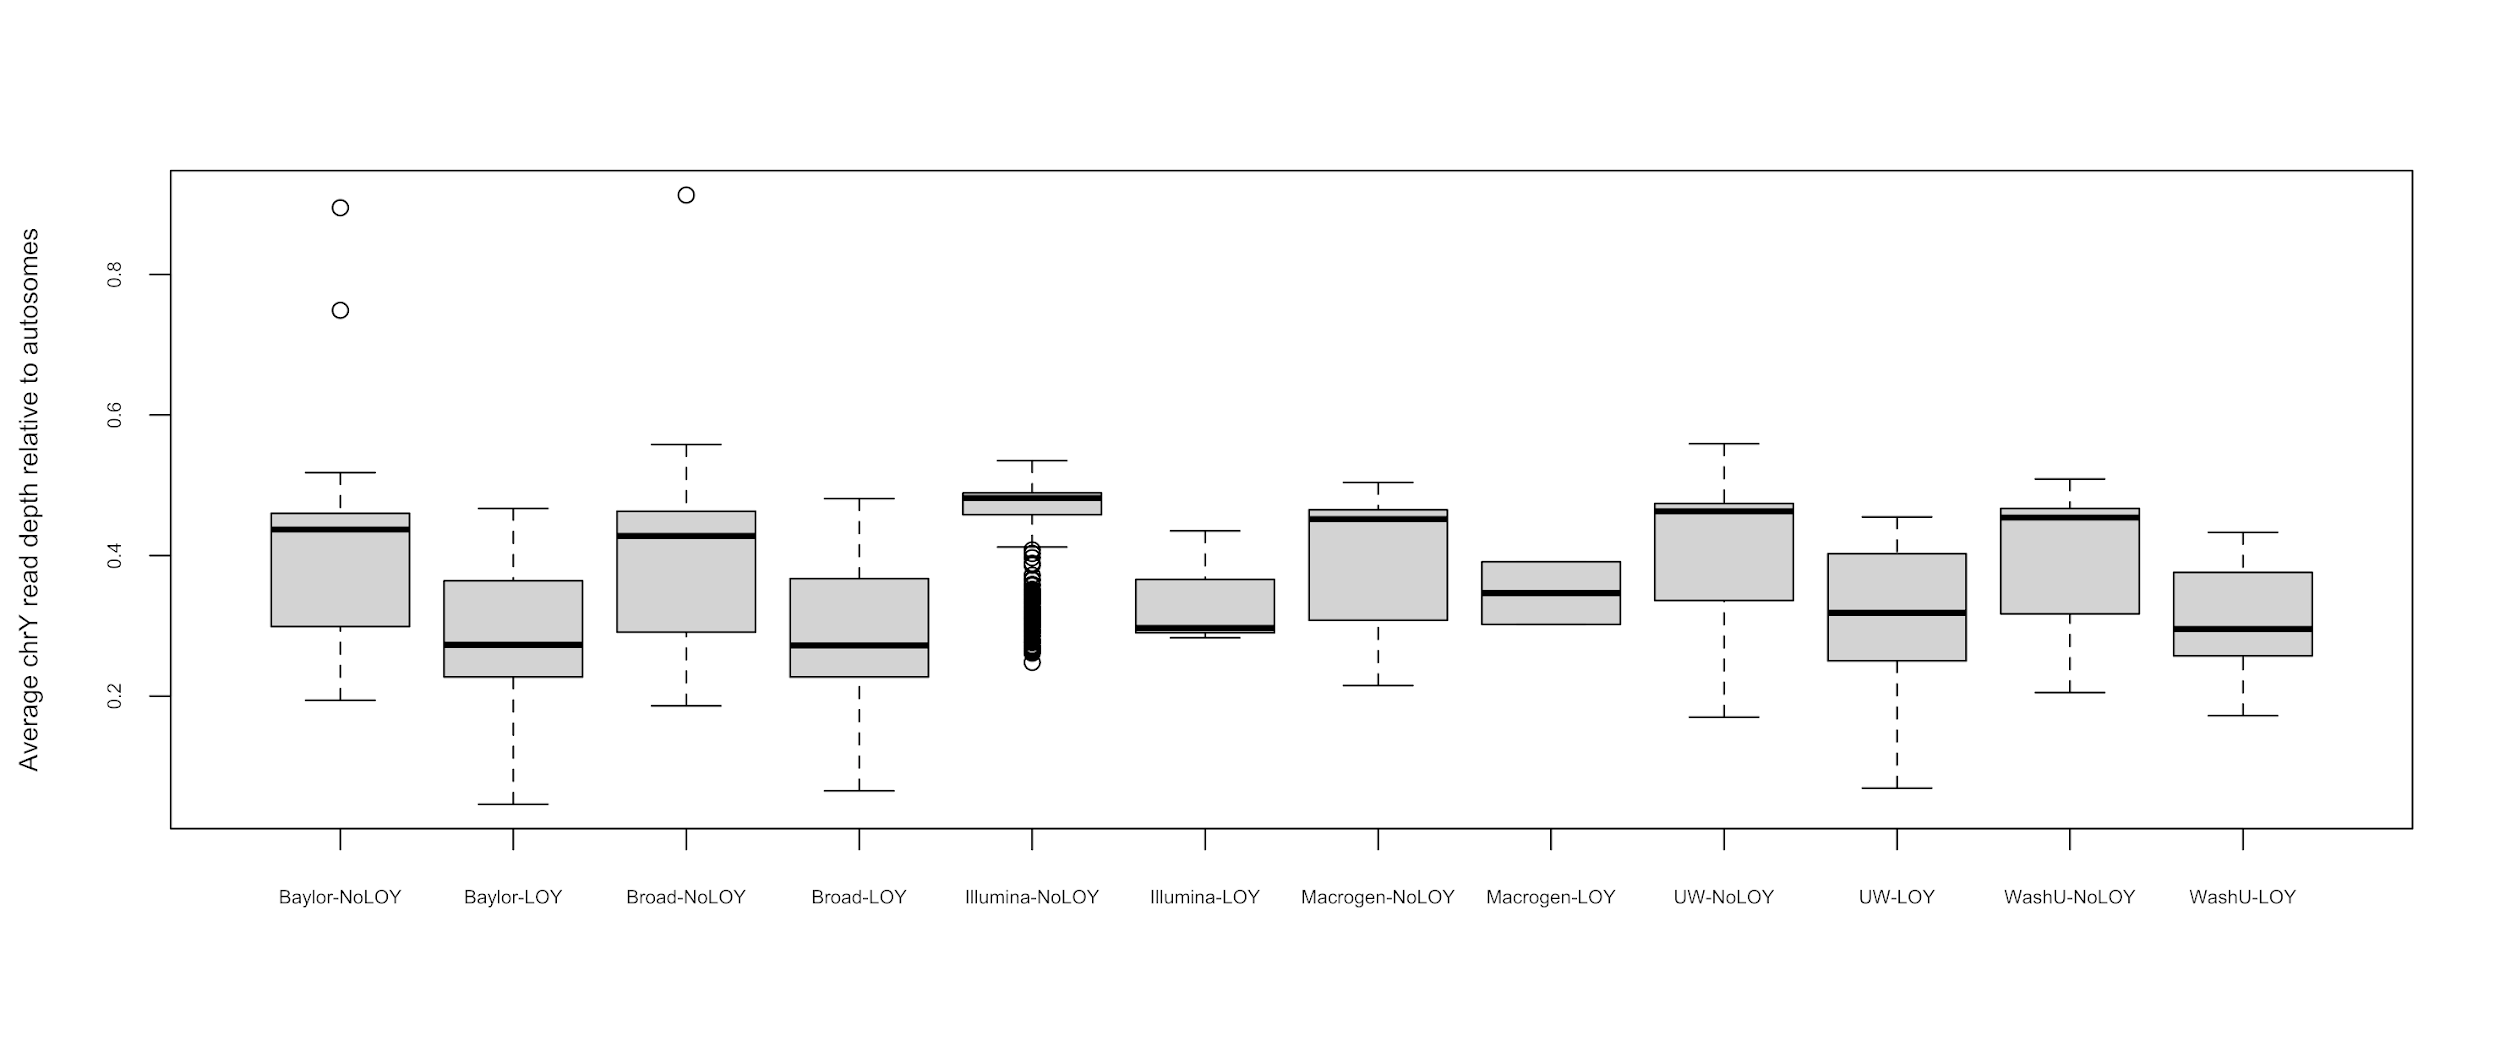 Average chrY read depth relative to autosomes
0.8
0.6
0.4
0.2
Baylor-NoLOY
Baylor-LOY
Broad-NoLOY
Broad-LOY
Illumina-NoLOY
Illumina-LOY
Macrogen-NoLOY
Macrogen-LOY
UW-NoLOY
UW-LOY
WashU-NoLOY
WashU-LOY